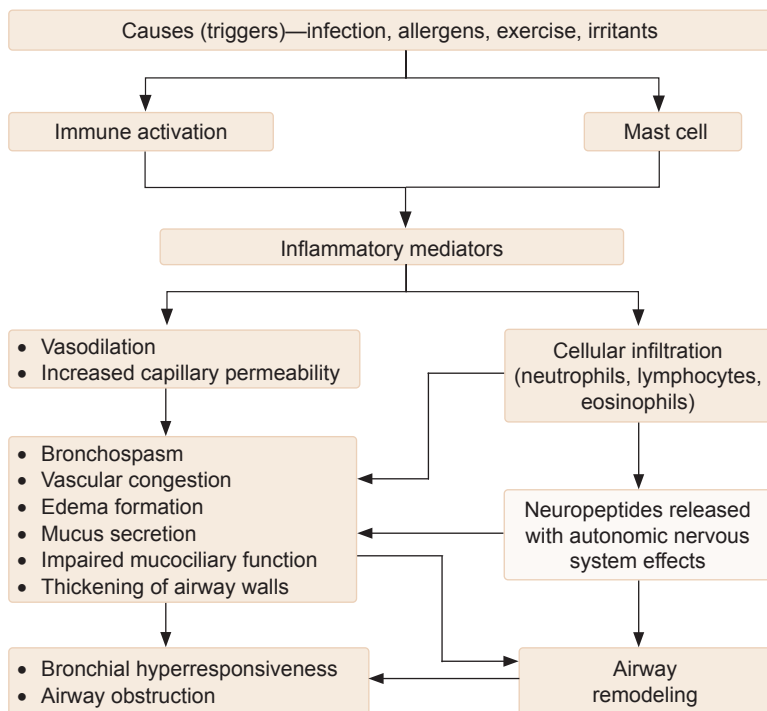 Causes (triggers)—infection, allergens, exercise, irritants
Immune activation
Mast cell
Inflammatory mediators
• Vasodilation
• Increased capillary permeability
Cellular infiltration
(neutrophils, lymphocytes,
eosinophils)
• Bronchospasm
• Vascular congestion
• Edema formation
• Mucus secretion
• Impaired mucociliary function
• Thickening of airway walls
Neuropeptides released
with autonomic nervous
system effects
• Bronchial hyperresponsiveness
• Airway obstruction
Airway
remodeling